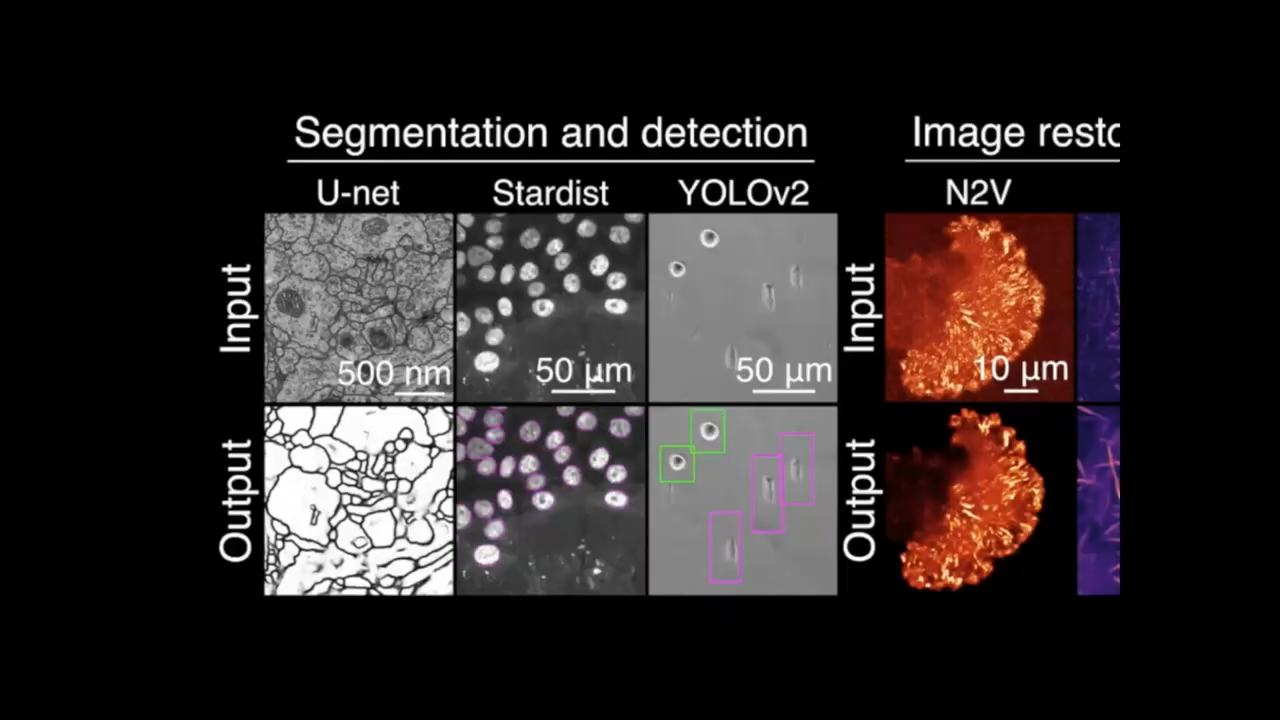 Segmentation and detection
Image resto
U-net
Stardist
YOLOv2
N2V
Input
500 nm
50 µm
50 µm
Input
10 µm
Output
Output